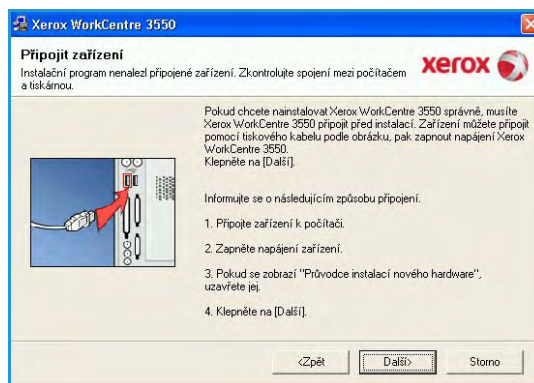 Xerox WorkCentre 3550
Připojit zařízení
Instalační program nenalezl připojené zařízení. Zkontrolujte spojení mezi počítačem
a tiskárnou.
xerox
Pokud chcete nainstalovat Xerox WorkCentre 3550 správně, musíte
Xerox WorkCentre 3550 připojit před instalací. Zařízení můžete připojit
pomocí tiskového kabelu podle obrázku, pak zapnout napájení Xerox
WorkCentre 3550.
Klepněte na [Další].
Informujte se o následujícím způsobu připojení.
1. Připojte zařízení k počítači.
2. Zapněte napájení zařízení.
3. Pokud se zobrazí "Průvodce instalací nového hardware",
uzavřete jej.
4. Klepněte na [Další].
<Zpět
Další>
Storno